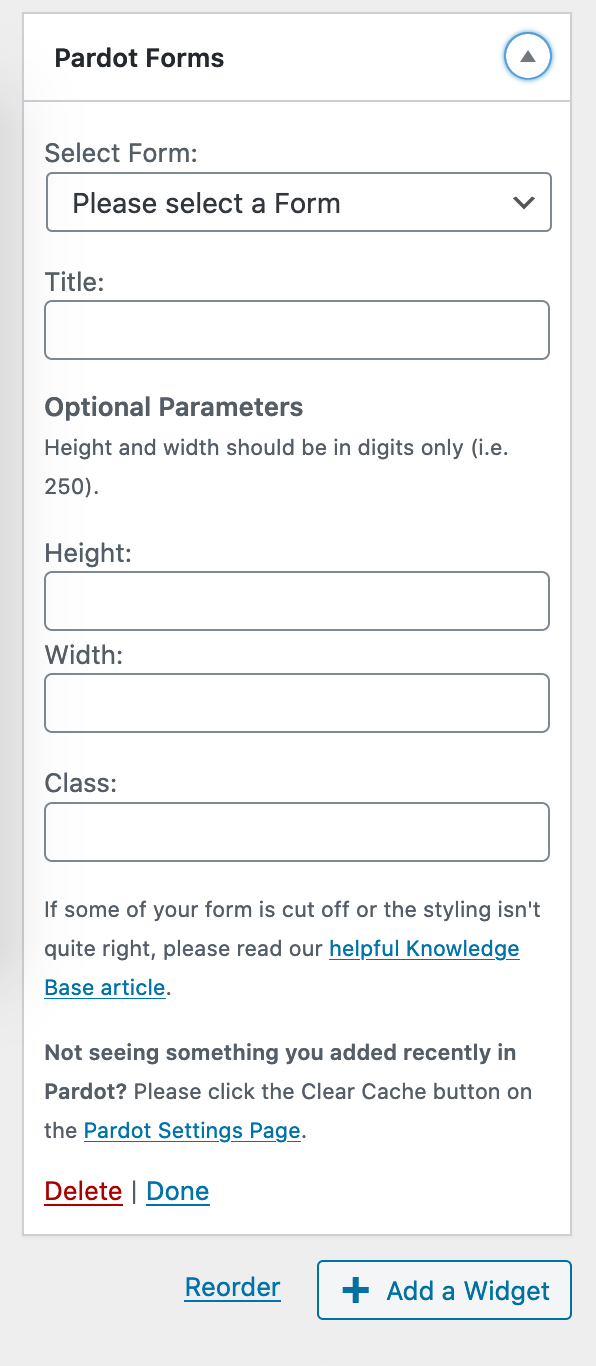 Pardot Forms
Select Form:
Please select a Form
Title:
Optional Parameters
Height and width should be in digits only (i.e.
250).
Height:
Width:
Class:
If some of your form is cut off or the styling isn't
quite right, please read our helpful Knowledge
Base article.
Not seeing something you added recently in
Pardot? Please click the Clear Cache button on
the Pardot Settings Page.
Delete | Done
Reorder
Add a Widget